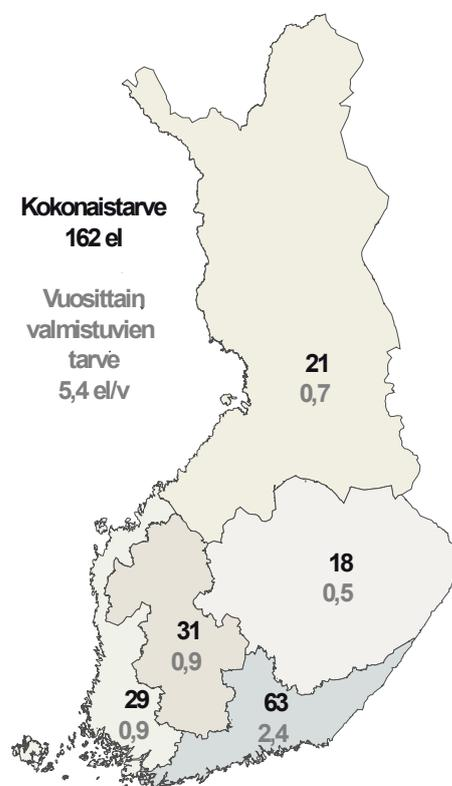 Kokonaistarve
162 el
Vuosittain
valmistuvien
tarve
5,4 el/v
21
0,7
18
0,5
31
0,9
29
0,9
63
2,4